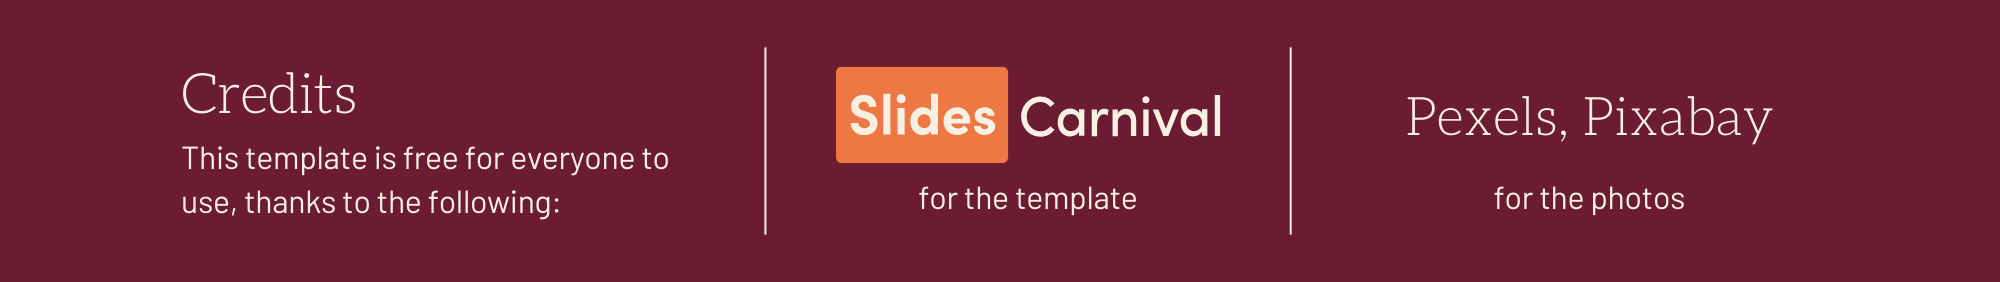 Credits
This template is free for everyone to
use, thanks to the following:
Slides Carnival
for the template
Pexels, Pixabay
for the photos